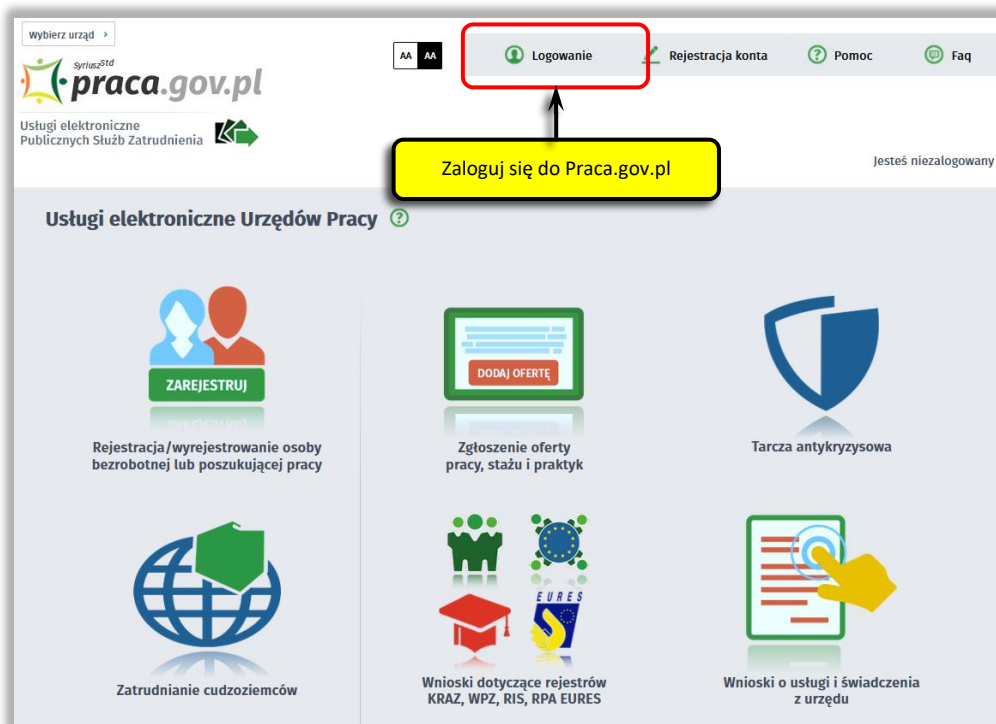 Wybierz urząd
AA AA
Logowanie
Rejestracja konta
Pomoc
Faq
Syriusz Std
praca.gov.pl
Usługi elektroniczne
Publicznych Służb Zatrudnienia
Zaloguj się do Praca.gov.pl
Jesteś niezalogowany
Usługi elektroniczne Urzędów Pracy
ZAREJESTRUJ
Rejestracja/wyrejestrowanie osoby
bezrobotnej lub poszukującej pracy
DODAJ OFERTĘ
Zgłoszenie oferty
pracy, stażu i praktyk
Tarcza antykryzysowa
Zatrudnianie cudzoziemców
EURES
Wnioski dotyczące rejestrów
KRAZ, WPZ, RIS, RPA EURES
Wnioski o usługi i świadczenia
z urzędu